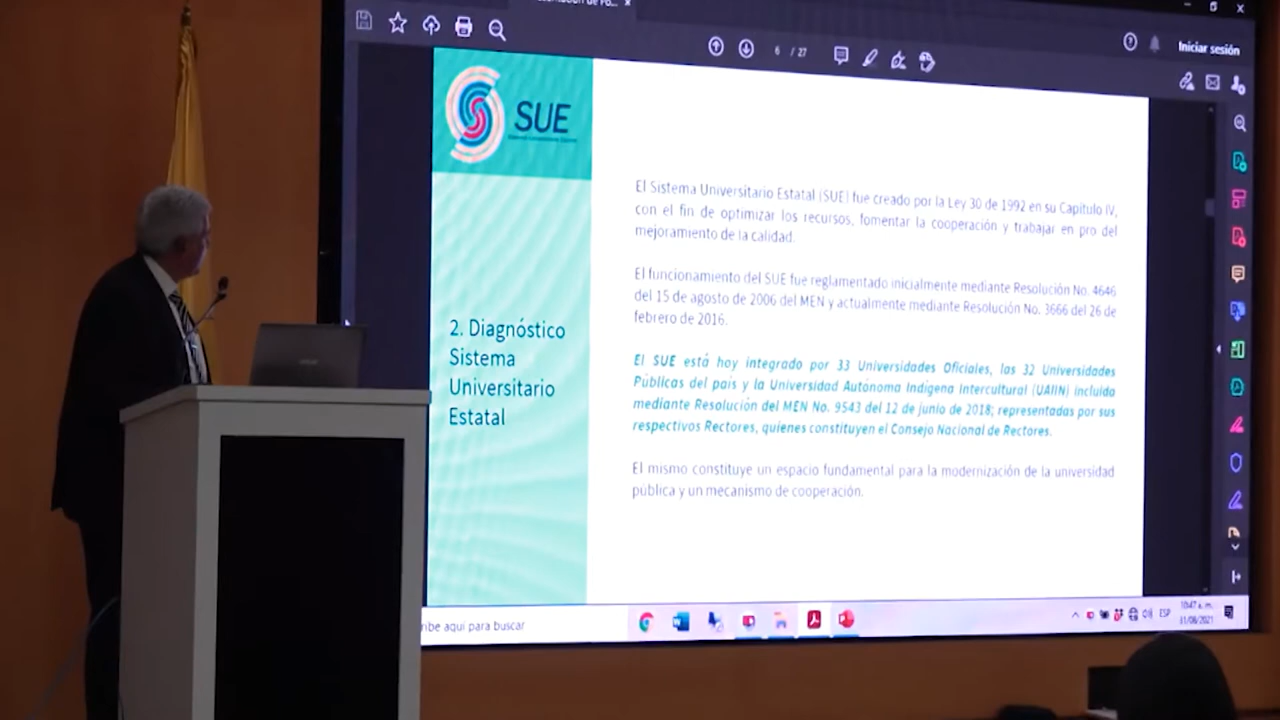 6 / 27
Iniciar sesión
SUE
El Sistema Universitario Estatal (SUE) fue creado por la Ley 30 de 1992 en su Capítulo IV,
con el fin de optimizar los recursos, fomentar la cooperación y trabajar en pro del
mejoramiento de la calidad.
El funcionamiento del SUE fue reglamentado inicialmente mediante Resolución No. 4646
del 15 de agosto de 2006 del MEN y actualmente mediante Resolución No. 3666 del 26 de
febrero de 2016.
2. Diagnóstico
Sistema
Universitario
Estatal
El SUE está hoy integrado por 33 Universidades Oficiales, las 32 Universidades
Públicas del país y la Universidad Autónoma Indígena Intercultural (UAIIN) incluida
mediante Resolución del MEN No. 9543 del 12 de junio de 2018; representadas por sus
respectivos Rectores, quienes constituyen el Consejo Nacional de Rectores.
El mismo constituye un espacio fundamental para la modernización de la universidad
pública y un mecanismo de cooperación.
ribe aquí para buscar
ESP
10:47 a. m.
31/08/2021